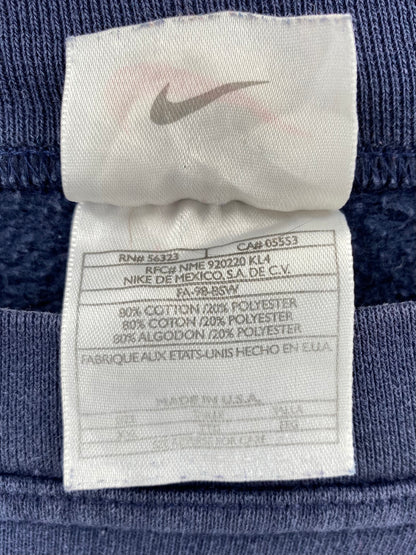 RN# 56323 CA# 05553
RFC# NME 920220 KL4
NIKE DE MEXICO, S.A. DE C.V.
FA-98-BSW
80% COTTON /20% POLYESTER
80% COTON /20% POLYESTER
80% ALGODON /20% POLYESTER
FABRIQUE AUX ETATS-UNIS HECHO EN E.U.A.
MADE IN U.S.A.